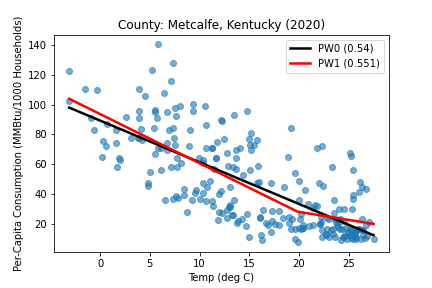 County: Metcalfe, Kentucky (2020)
PW0 (0.54)
PW1 (0.551)
Per-Capita Consumption (MMBtu/1000 Households)
140
120
100
80
60
40
20
0 5 10 15 20 25
Temp (deg C)